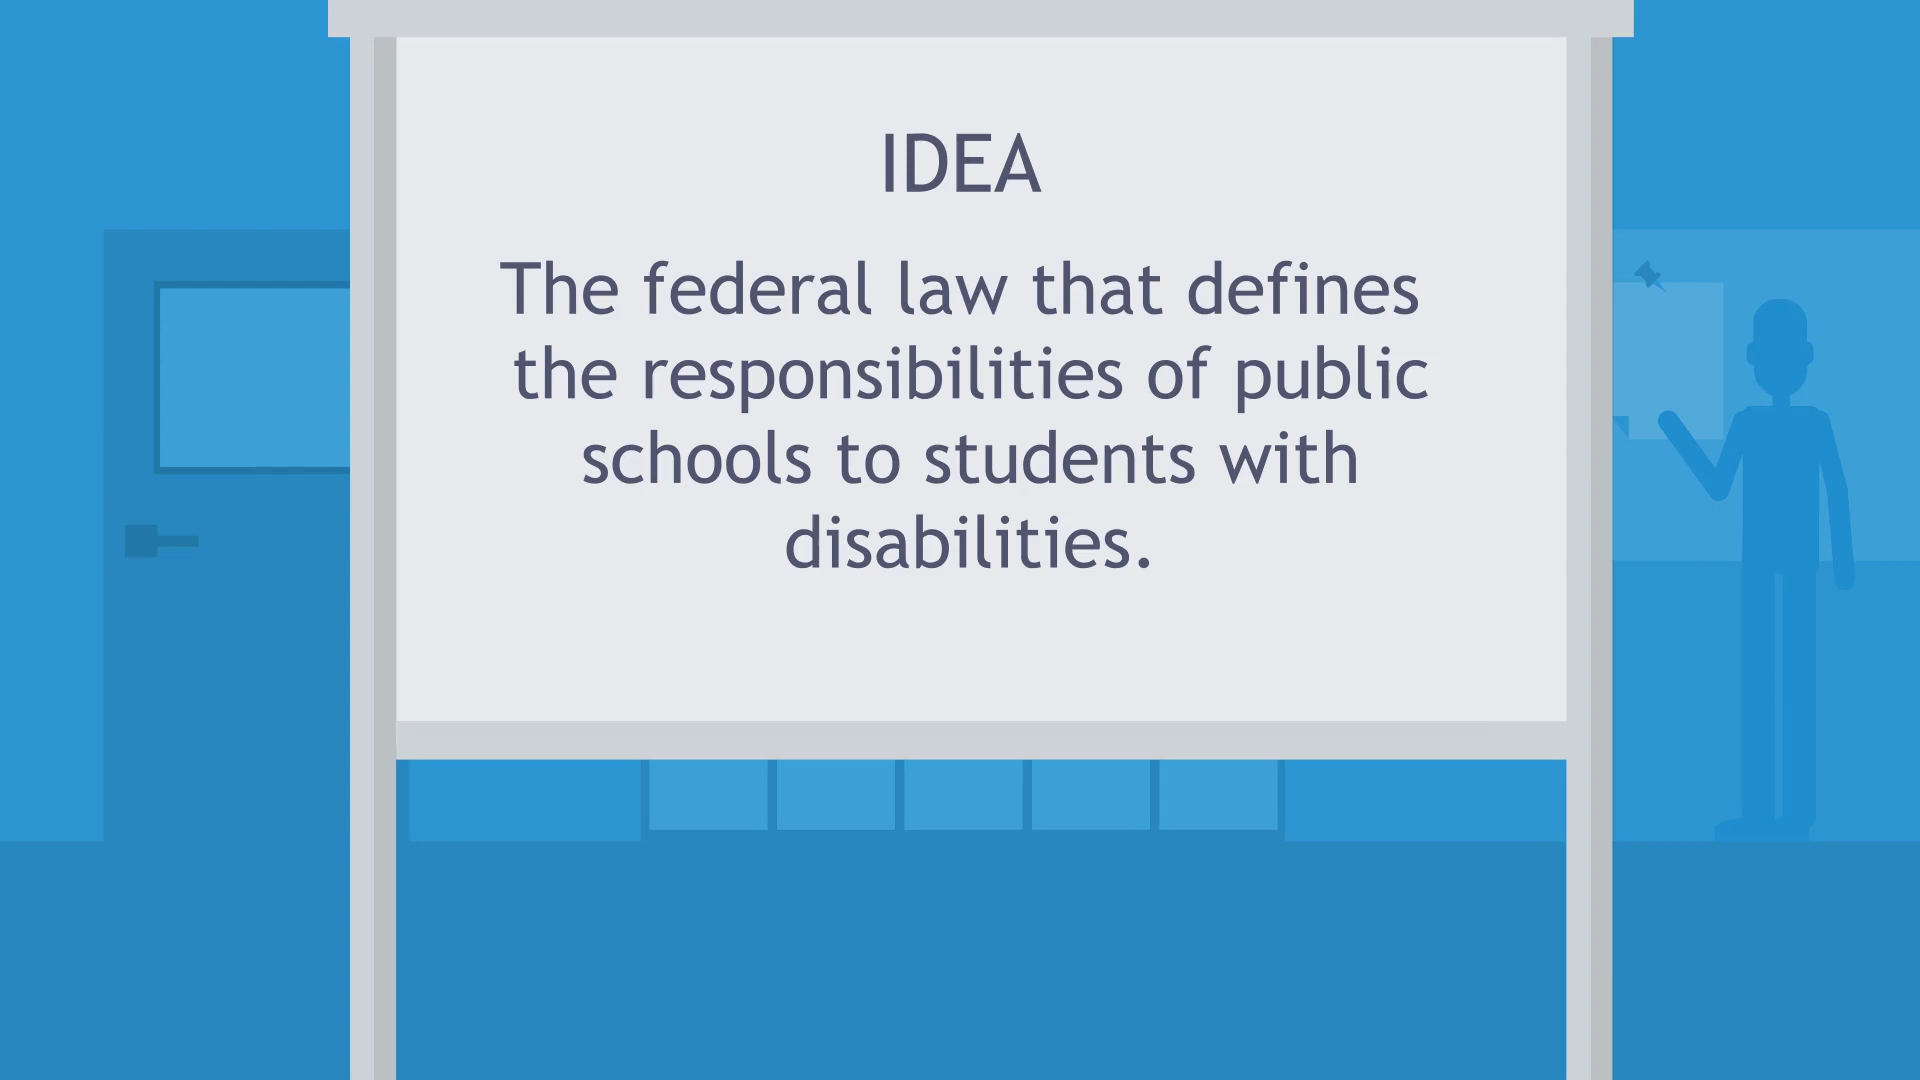 IDEA
The federal law that defines
the responsibilities of public
schools to students with
disabilities.